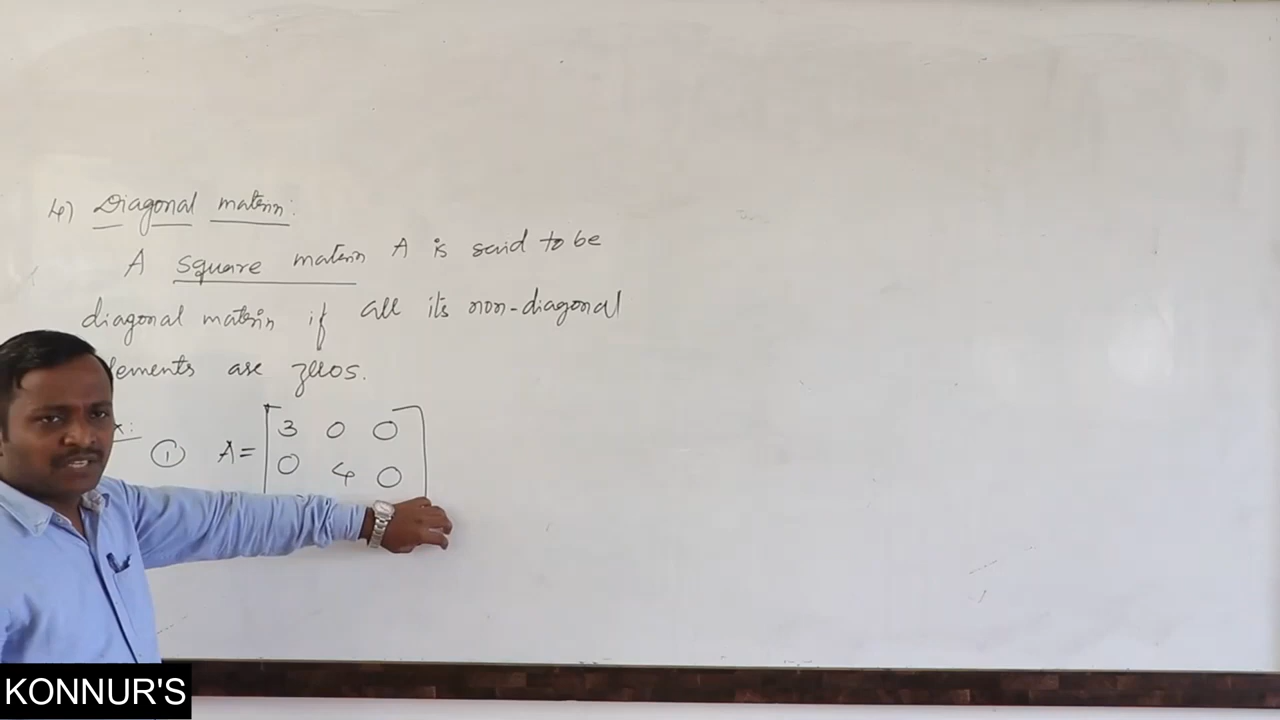 4) Diagonal matrix:
A square matrix A is said to be
diagonal matrix if all its non-diagonal
lements are zeros.
x:
① A = [3 0 0
0 4 0
KONNUR'S